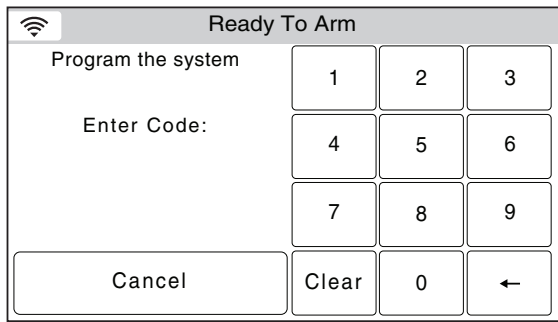 Ready To Arm
Program the system
Enter Code:
1 2 3
4 5 6
7 8 9
Cancel Clear 0 ←